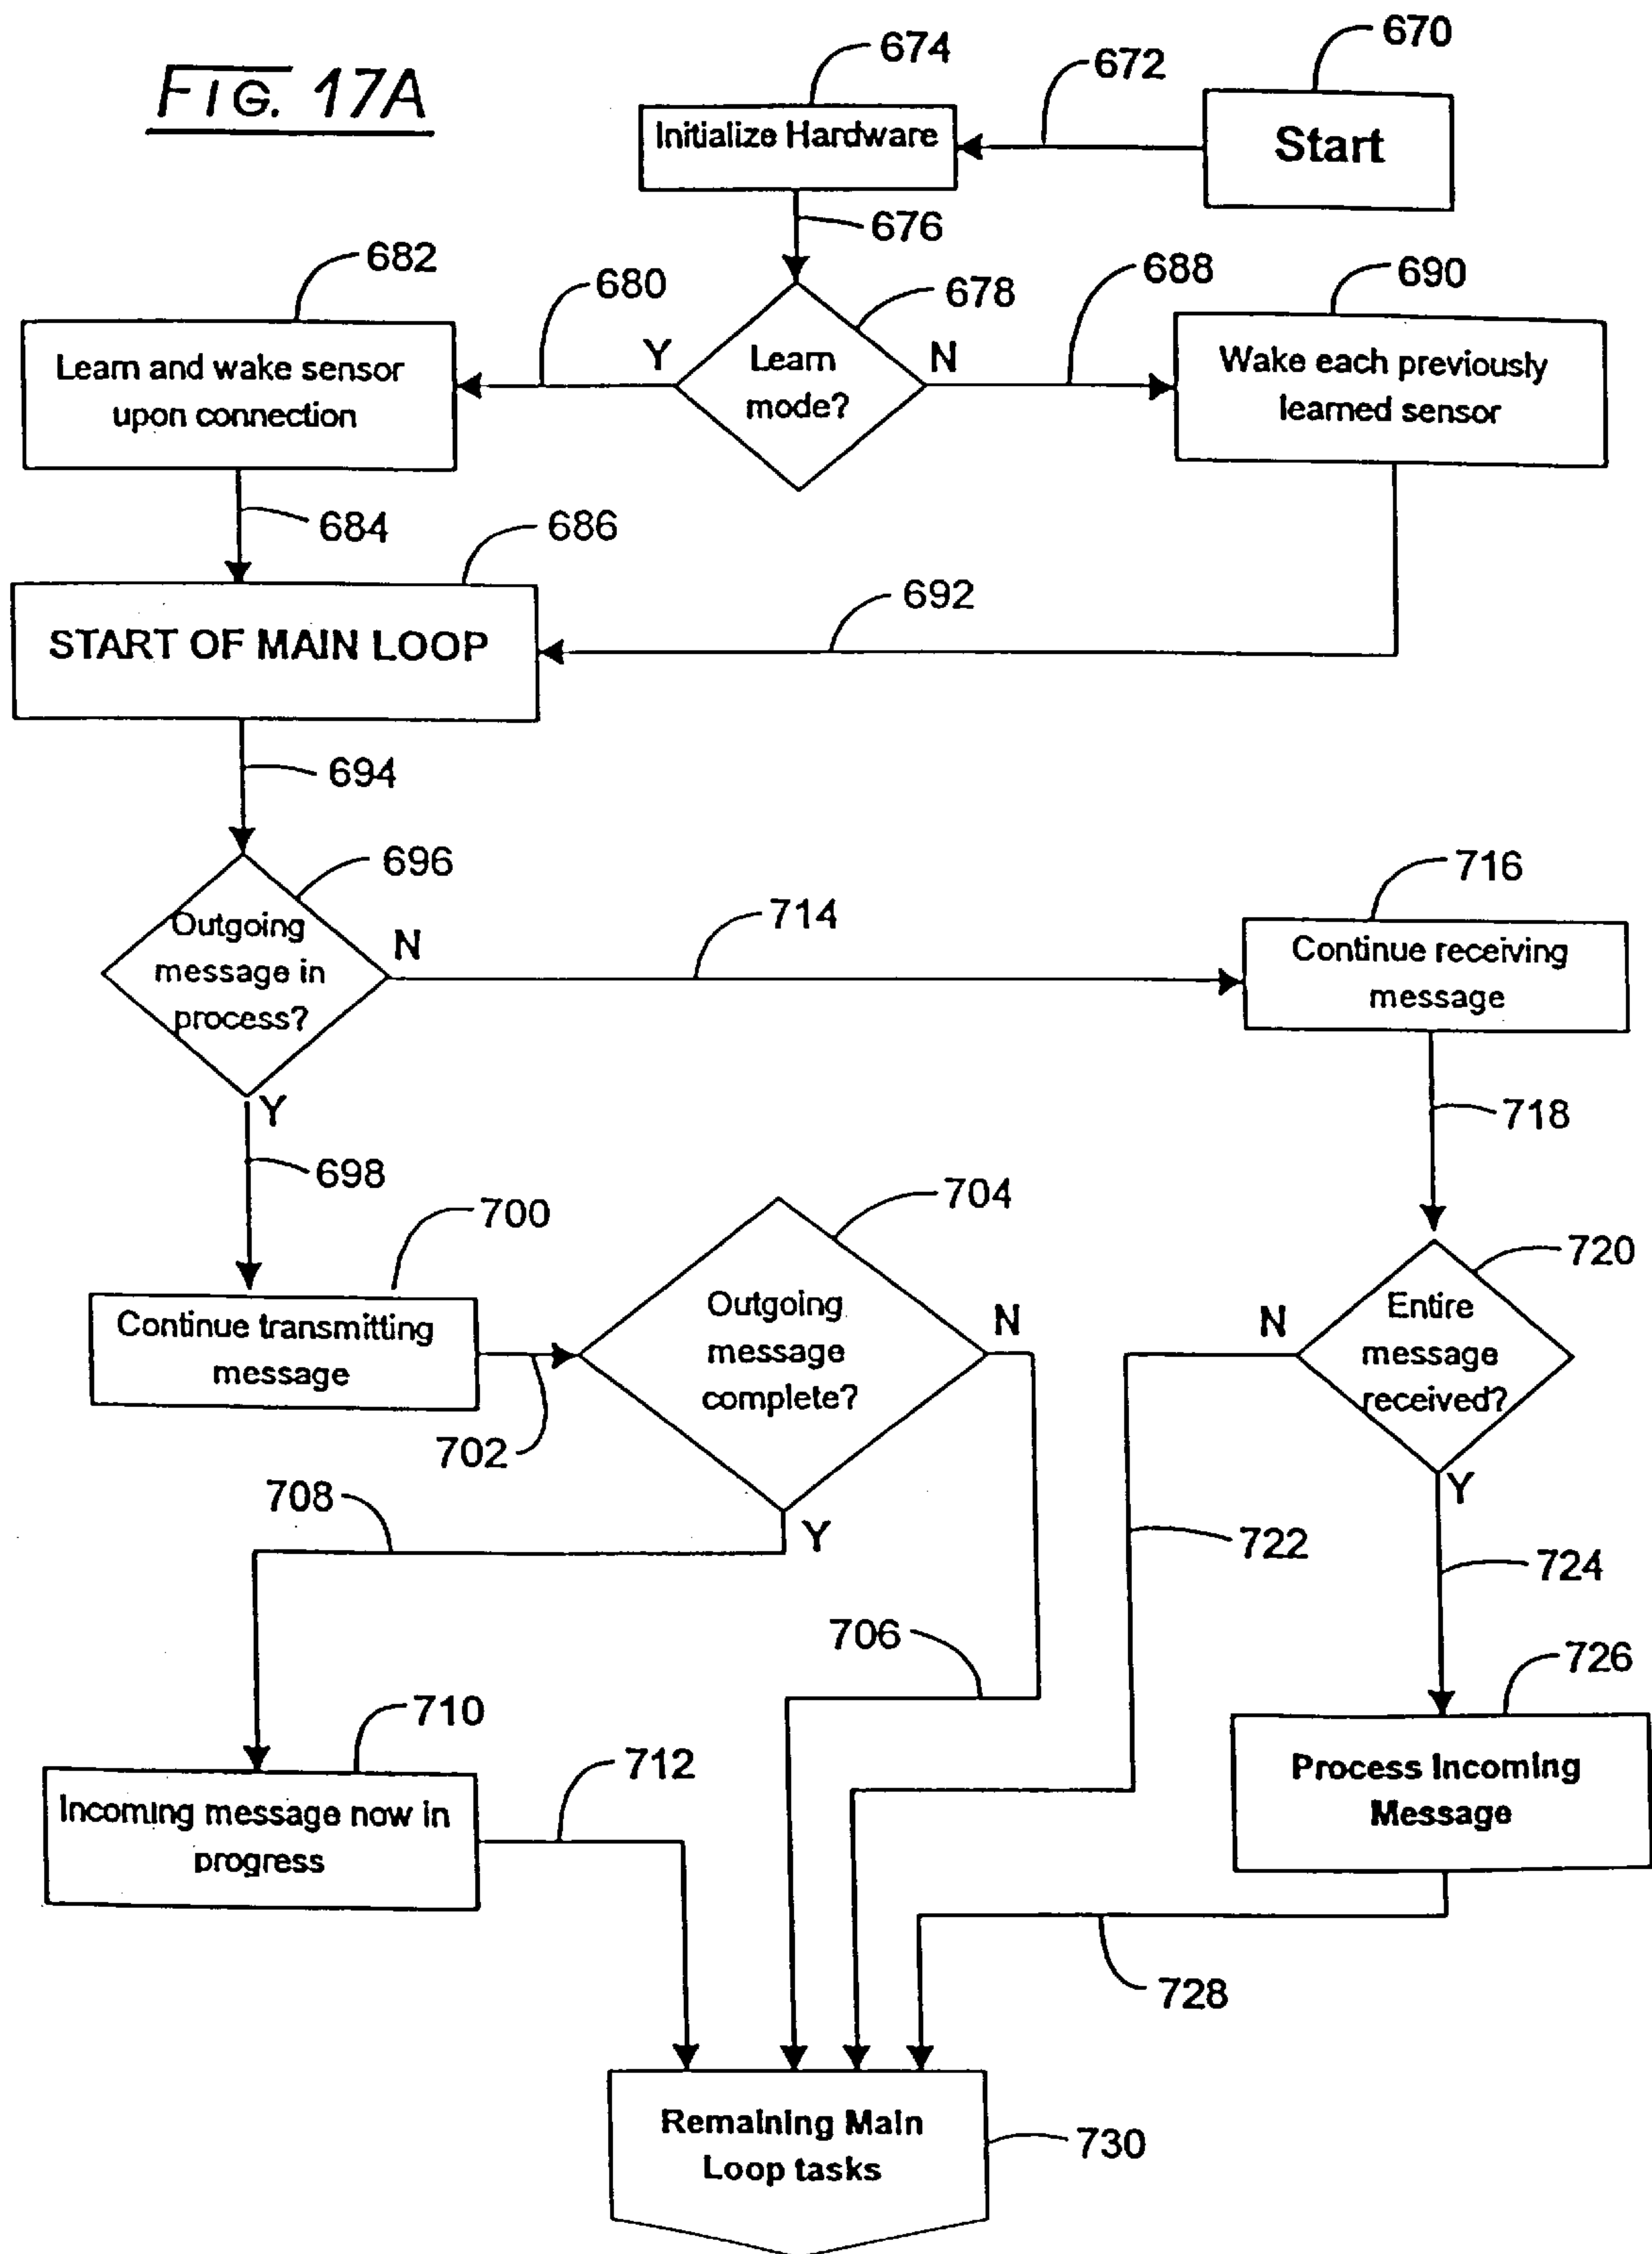 FIG. 17A
674
672
670
Initialize Hardware
Start
676
682
680
678
688
690
Learn and wake sensor
upon connection
Y
Learn
mode?
N
Wake each previously
learned sensor
684
686
692
START OF MAIN LOOP
694
696
714
716
Outgoing
message in
process?
N
Continue receiving
message
Y
718
698
700
704
720
Continue transmitting
message
Outgoing
message
complete?
N
N
Entire
message
received?
702
708
Y
Y
722
724
706
726
710
712
Process Incoming
Message
Incoming message now in
progress
728
Remaining Main
Loop tasks
730